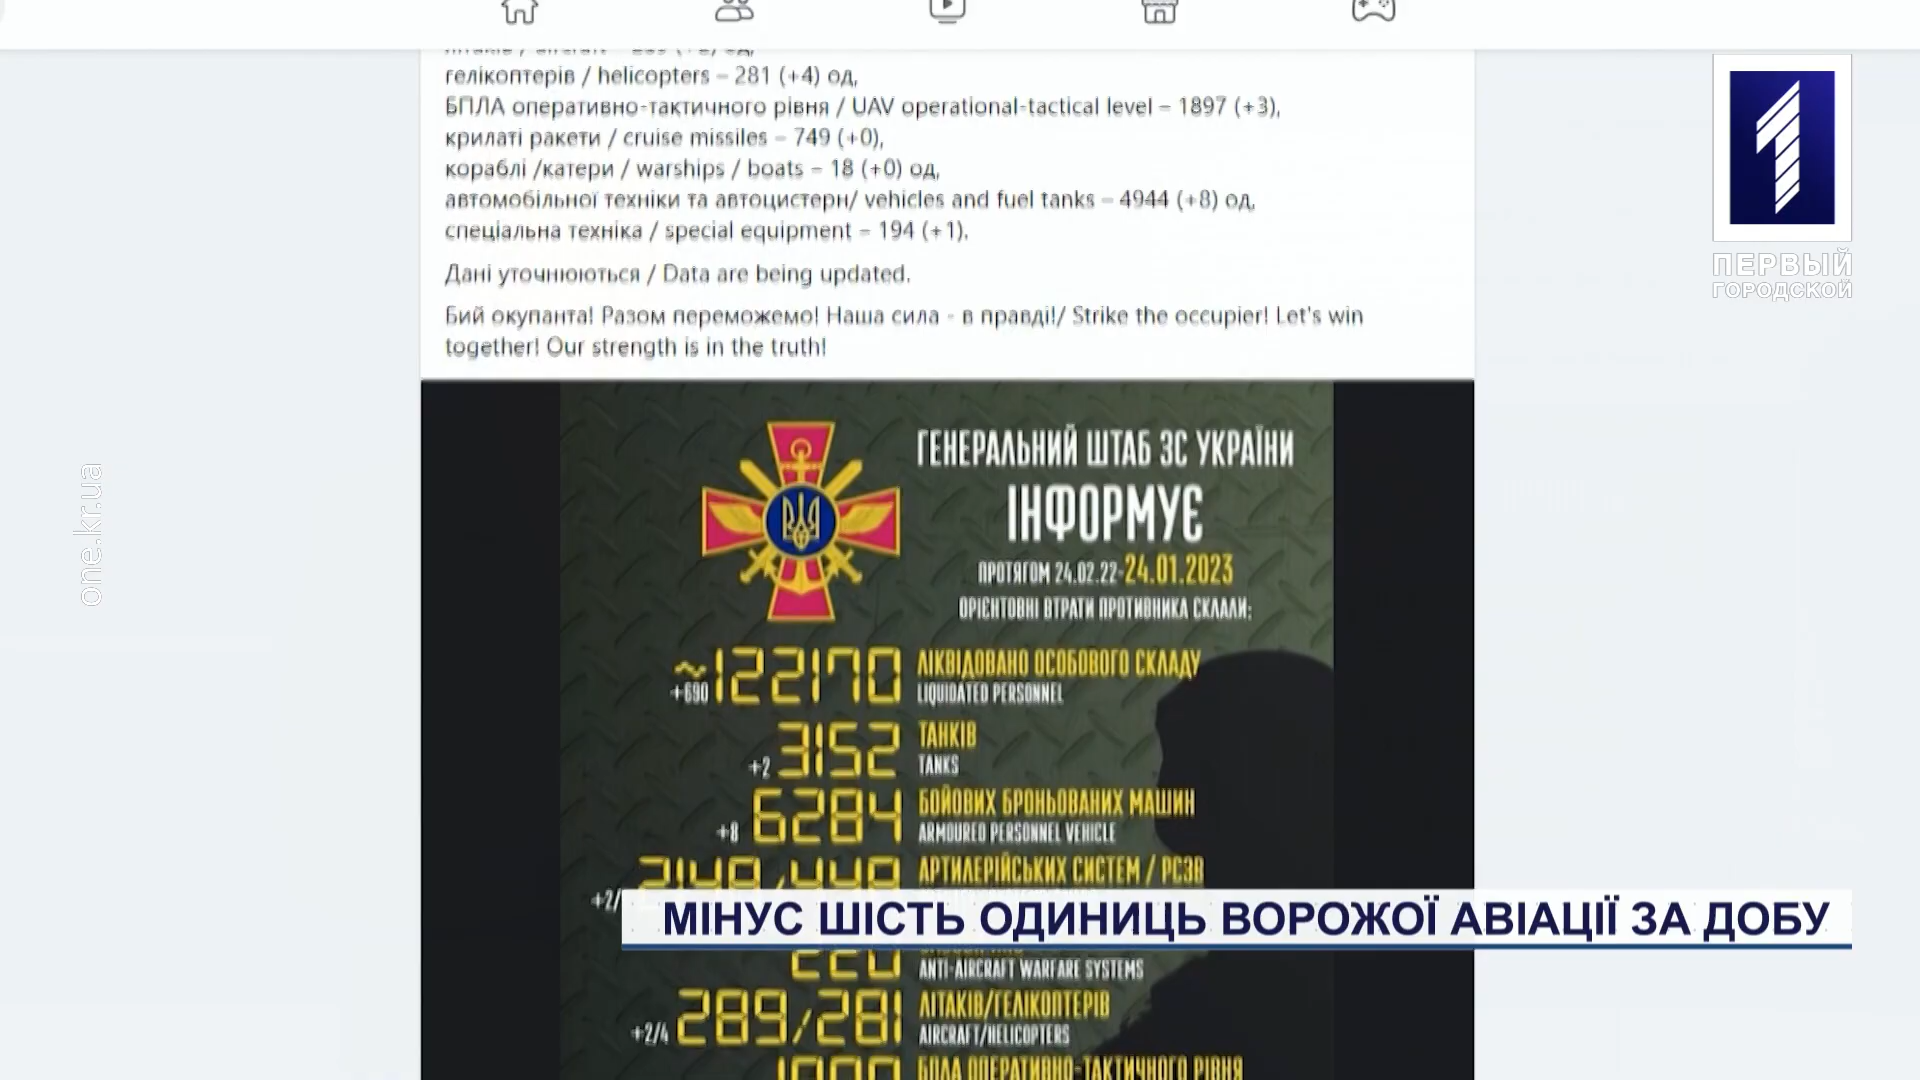 гелікоптерів / helicopters – 281 (+4) од,
БПЛА оперативно-тактичного рівня / UAV operational-tactical level – 1897 (+3),
крилаті ракети / cruise missiles – 749 (+0),
кораблі /катери / warships / boats – 18 (+0) од,
автомобільної техніки та автоцистерн/ vehicles and fuel tanks – 4944 (+8) од,
спеціальна техніка / special equipment – 194 (+1).
Дані уточнюються / Data are being updated.
Бий окупанта! Разом переможемо! Наша сила - в правді!/ Strike the occupier! Let's win
together! Our strength is in the truth!
1
ПЕРВЫЙ
ГОРОДСКОЙ
one.kr.ua
ГЕНЕРАЛЬНИЙ ШТАБ ЗС УКРАЇНИ
ІНФОРМУЄ
ПРОТЯГОМ 24.02.22-24.01.2023
ОРІЄНТОВНІ ВТРАТИ ПРОТИВНИКА СКЛАЛИ:
+690 ~122170 ЛІКВІДОВАНО ОСОБОВОГО СКЛАДУ
LIQUIDATED PERSONNEL
+2 3152 ТАНКІВ
TANKS
+8 6284 БОЙОВИХ БРОНЬОВАНИХ МАШИН
ARMOURED PERSONNEL VEHICLE
АРТИЛЕРІЙСЬКИХ СИСТЕМ / РСЗВ
МІНУС ШІСТЬ ОДИНИЦЬ ВОРОЖОЇ АВІАЦІЇ ЗА ДОБУ
ANTI-AIRCRAFT WARFARE SYSTEMS
+2/4 289/281 ЛІТАКІВ/ГЕЛІКОПТЕРІВ
AIRCRAFT/HELICOPTERS
БПЛА ОПЕРАТИВНО-ТАКТИЧНОГО РІВНЯ